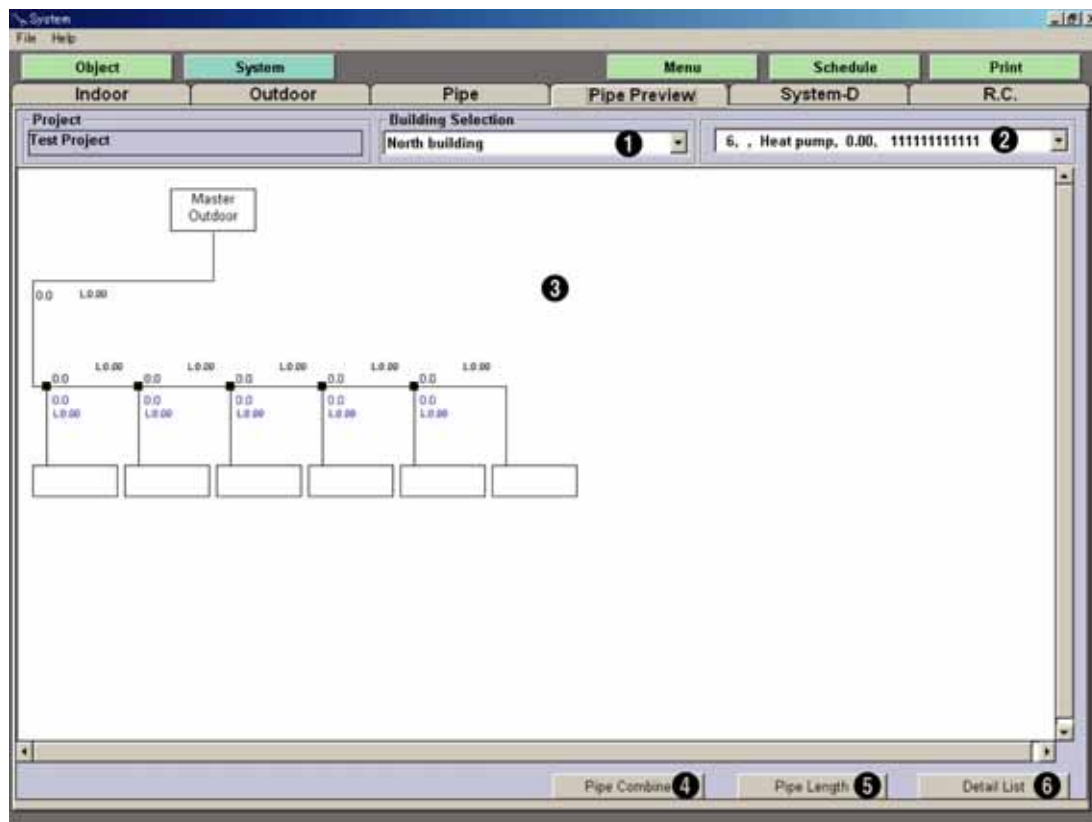 System
File Help
Object System Menu Schedule Print
Indoor Outdoor Pipe Pipe Preview System-D R.C.
Project Building Selection
Test Project North building 1 6, , Heat pump, 0.00, 111111111111 2
Master
Outdoor
3
0.0 L0.00
L0.00 L0.00 L0.00 L0.00 L0.00
0.0 0.0 0.0 0.0 0.0
0.0 0.0 0.0 0.0 0.0
L0.00 L0.00 L0.00 L0.00 L0.00
Pipe Combine 4 Pipe Length 5 Detail List 6